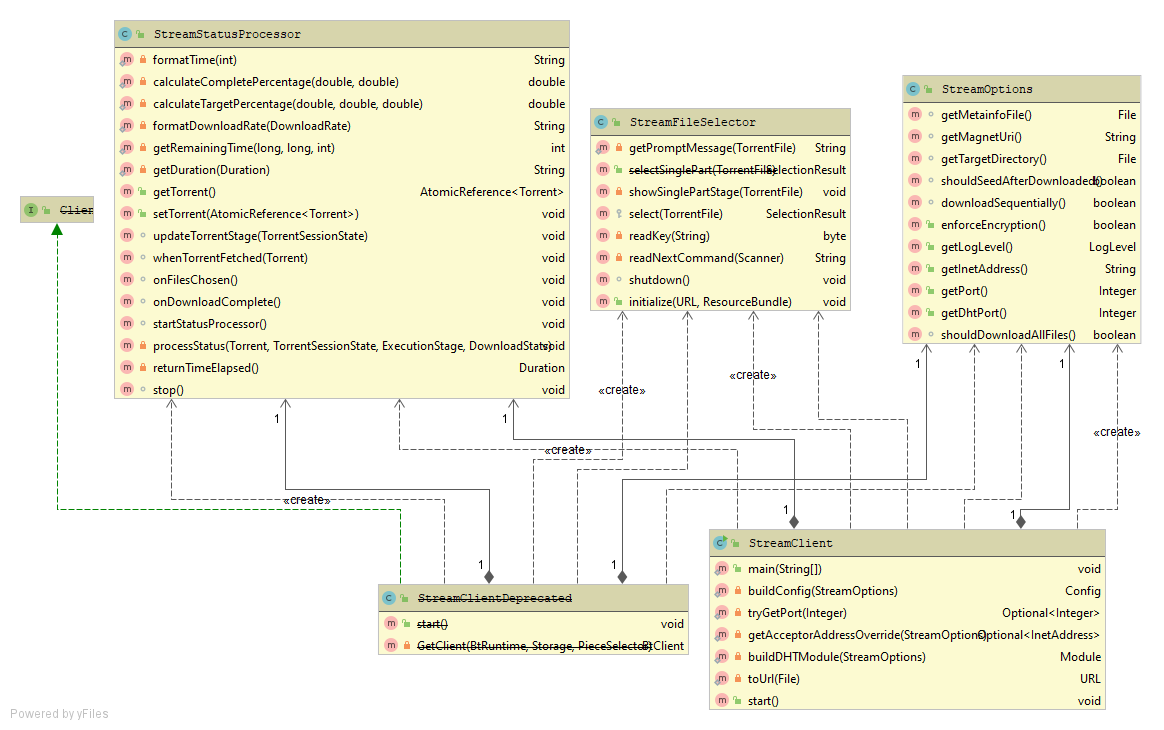 StreamStatusProcessor
formatTime(int) String
calculateCompletePercentage(double, double) double
calculateTargetPercentage(double, double, double) double
formatDownloadRate(DownloadRate) String
getRemainingTime(long, long, int) int
getDuration(Duration) String
getTorrent() AtomicReference<Torrent>
setTorrent(AtomicReference<Torrent>) void
updateTorrentStage(TorrentSessionState) void
whenTorrentFetched(Torrent) void
onFilesChosen() void
onDownloadComplete() void
startStatusProcessor() void
processStatus(Torrent, TorrentSessionState, ExecutionStage, DownloadStats) void
returnTimeElapsed() Duration
stop() void
StreamFileSelector
getPromptMessage(TorrentFile) String
selectSinglePart(TorrentFile) SelectionResult
showSinglePartStage(TorrentFile) void
select(TorrentFile) SelectionResult
readKey(String) byte
readNextCommand(Scanner) String
shutdown() void
initialize(URL, ResourceBundle) void
StreamOptions
getMetainfoFile() File
getMagnetUri() String
getTargetDirectory() File
shouldSeedAfterDownloaded() boolean
downloadSequentially() boolean
enforceEncryption() boolean
getLogLevel() LogLevel
getInetAddress() String
getPort() Integer
getDhtPort() Integer
shouldDownloadAllFiles() boolean
I Clien
1
1
1
1
«create»
«create»
«create»
«create»
«create»
1
1
1
1
StreamClientDeprecated
start() void
GetClient(BtRuntime, Storage, PieceSelector) BtClient
StreamClient
main(String[]) void
buildConfig(StreamOptions) Config
tryGetPort(Integer) Optional<Integer>
getAcceptorAddressOverride(StreamOptions) Optional<InetAddress>
buildDHTModule(StreamOptions) Module
toUrl(File) URL
start() void
Powered by yFiles